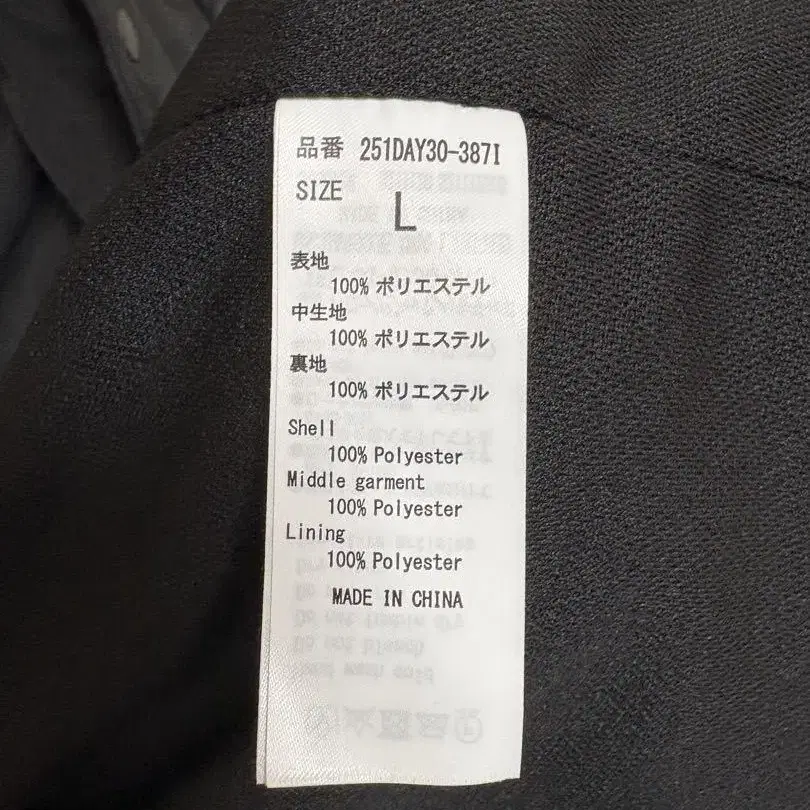 品番 251DAY30-387I
SIZE L
表地
100% ポリエステル
中生地
100% ポリエステル
裏地
100% ポリエステル
Shell
100% Polyester
Middle garment
100% Polyester
Lining
100% Polyester
MADE IN CHINA